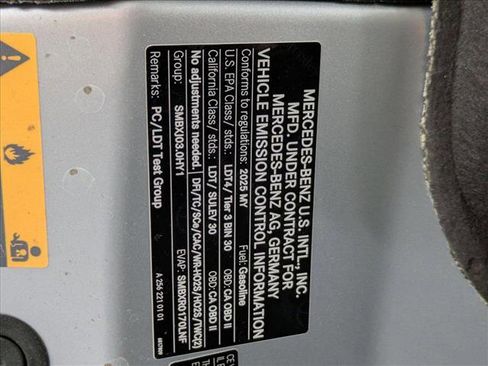 MERCEDES-BENZ U.S. INTL., INC.
MFD. UNDER CONTRACT FOR
MERCEDES-BENZ AG, GERMANY
VEHICLE EMISSION CONTROL INFORMATION
Conforms to regulations: 2025 MY Fuel: Gasoline
U.S. EPA Class/ stds.: LDT4/ Tier 3 BIN 30 OBD: CA OBD II
California Class/ stds.: LDT/ SULEV 30 OBD: CA OBD II
No adjustments needed. DFI/TC/SCe/CAC/WR-HO2S/HO2S/TWC(2)
Group: SMBXJ03.0HY1 EVAP: SMBXR0170LNF
Remarks: PC/LDT Test Group A 256 221 01 01